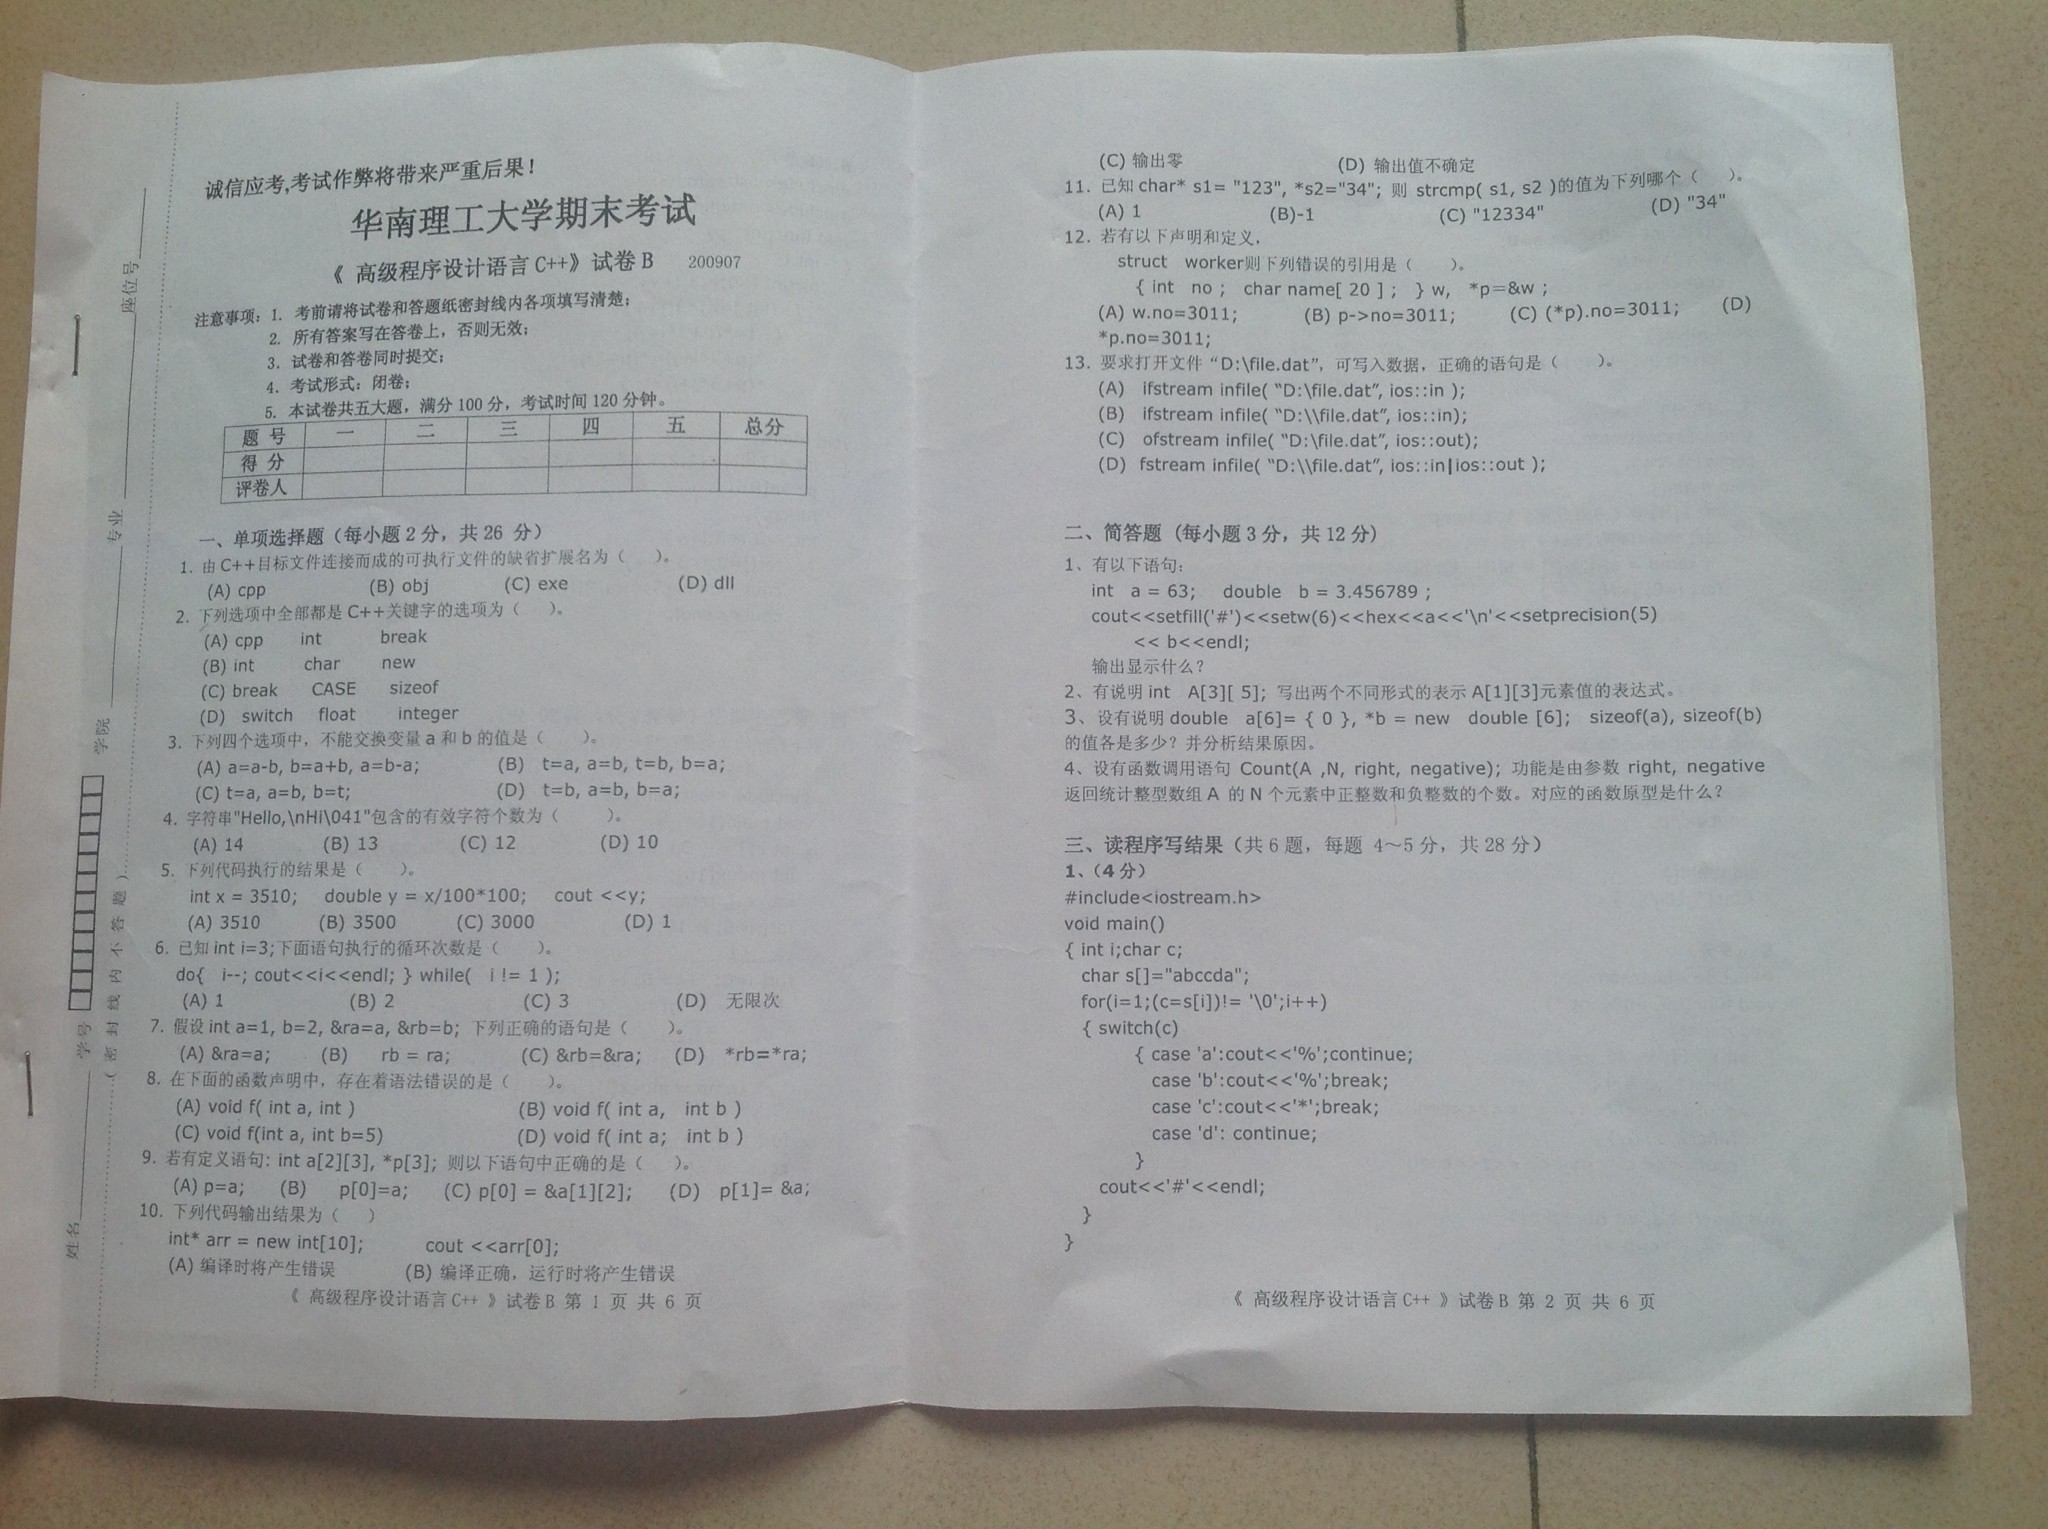 诚信应考,考试作弊将带来严重后果！
华南理工大学期末考试
《 高级程序设计语言 C++》试卷 B 200907
注意事项：1. 考前请将试卷和答题纸密封线内各项填写清楚；
2. 所有答案写在答卷上，否则无效；
3. 试卷和答卷同时提交；
4. 考试形式：闭卷；
5. 本试卷共五大题，满分 100 分，考试时间 120 分钟。
题 号 一 二 三 四 五 总分
得 分
评卷人
座位号
专业
学院
学号
姓名
（密封线内不答题）
一、单项选择题（每小题 2 分，共 26 分）
1. 由 C++目标文件连接而成的可执行文件的缺省扩展名为（ ）。
(A) cpp (B) obj (C) exe (D) dll
2. 下列选项中全部都是 C++关键字的选项为（ ）。
(A) cpp int break
(B) int char new
(C) break CASE sizeof
(D) switch float integer
3. 下列四个选项中，不能交换变量 a 和 b 的值是（ ）。
(A) a=a-b, b=a+b, a=b-a; (B) t=a, a=b, t=b, b=a;
(C) t=a, a=b, b=t; (D) t=b, a=b, b=a;
4. 字符串"Hello,\nHi\041"包含的有效字符个数为（ ）。
(A) 14 (B) 13 (C) 12 (D) 10
5. 下列代码执行的结果是（ ）。
int x = 3510; double y = x/100*100; cout <<y;
(A) 3510 (B) 3500 (C) 3000 (D) 1
6. 已知 int i=3;下面语句执行的循环次数是（ ）。
do{ i--; cout<<i<<endl; } while( i != 1 );
(A) 1 (B) 2 (C) 3 (D) 无限次
7. 假设 int a=1, b=2, &ra=a, &rb=b; 下列正确的语句是（ ）。
(A) &ra=a; (B) rb = ra; (C) &rb=&ra; (D) *rb=*ra;
8. 在下面的函数声明中，存在着语法错误的是（ ）。
(A) void f( int a, int ) (B) void f( int a, int b )
(C) void f(int a, int b=5) (D) void f( int a; int b )
9. 若有定义语句: int a[2][3], *p[3]; 则以下语句中正确的是（ ）。
(A) p=a; (B) p[0]=a; (C) p[0] = &a[1][2]; (D) p[1]= &a;
10. 下列代码输出结果为（ ）
int* arr = new int[10]; cout <<arr[0];
(A) 编译时将产生错误 (B) 编译正确，运行时将产生错误
《 高级程序设计语言 C++ 》试卷 B 第 1 页 共 6 页
(C) 输出零 (D) 输出值不确定
11. 已知 char* s1= "123", *s2="34"; 则 strcmp( s1, s2 )的值为下列哪个（ ）。
(A) 1 (B)-1 (C) "12334" (D) "34"
12. 若有以下声明和定义，
struct worker则下列错误的引用是（ ）。
{ int no ; char name[ 20 ] ; } w, *p=&w ;
(A) w.no=3011; (B) p->no=3011; (C) (*p).no=3011; (D)
*p.no=3011;
13. 要求打开文件 “D:\file.dat”，可写入数据，正确的语句是（ ）。
(A) ifstream infile( “D:\file.dat”, ios::in );
(B) ifstream infile( “D:\\file.dat”, ios::in);
(C) ofstream infile( “D:\file.dat”, ios::out);
(D) fstream infile( “D:\\file.dat”, ios::in|ios::out );
二、简答题 (每小题 3 分，共 12 分)
1、有以下语句:
int a = 63; double b = 3.456789 ;
cout<<setfill('#')<<setw(6)<<hex<<a<<'\n'<<setprecision(5)
<< b<<endl;
输出显示什么？
2、有说明 int A[3][ 5]; 写出两个不同形式的表示 A[1][3]元素值的表达式。
3、设有说明 double a[6]= { 0 }, *b = new double [6]; sizeof(a), sizeof(b)
的值各是多少？并分析结果原因。
4、设有函数调用语句 Count(A ,N, right, negative); 功能是由参数 right, negative
返回统计整型数组 A 的 N 个元素中正整数和负整数的个数。对应的函数原型是什么？
三、读程序写结果（共 6 题，每题 4～5 分，共 28 分）
1、（4 分）
#include<iostream.h>
void main()
{ int i;char c;
char s[]="abccda";
for(i=1;(c=s[i])!= '\0';i++)
{ switch(c)
{ case 'a':cout<<'%';continue;
case 'b':cout<<'%';break;
case 'c':cout<<'*';break;
case 'd': continue;
}
cout<<'#'<<endl;
}
}
《 高级程序设计语言 C++ 》试卷 B 第 2 页 共 6 页